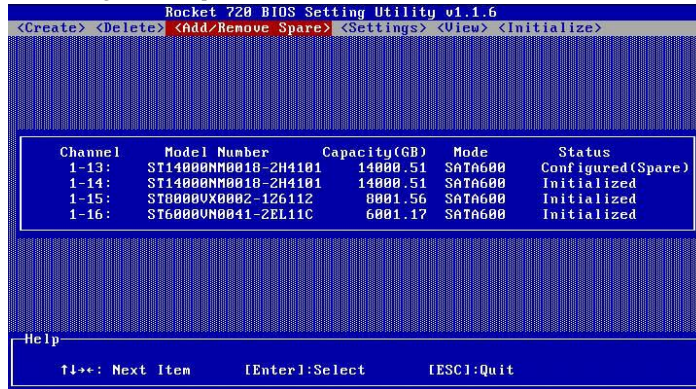 Rocket 720 BIOS Setting Utility v1.1.6
<Create> <Delete> <Add/Remove Spare> <Settings> <View> <Initialize>
Channel Model Number Capacity(GB) Mode Status
1-13: ST14000NM0018-2H4101 14000.51 SATA600 Configured(Spare)
1-14: ST14000NM0018-2H4101 14000.51 SATA600 Initialized
1-15: ST8000VX0002-1Z6112 8001.56 SATA600 Initialized
1-16: ST6000VN0041-2EL11C 6001.17 SATA600 Initialized
Help
↑↓→←: Next Item [Enter]:Select [ESC]:Quit